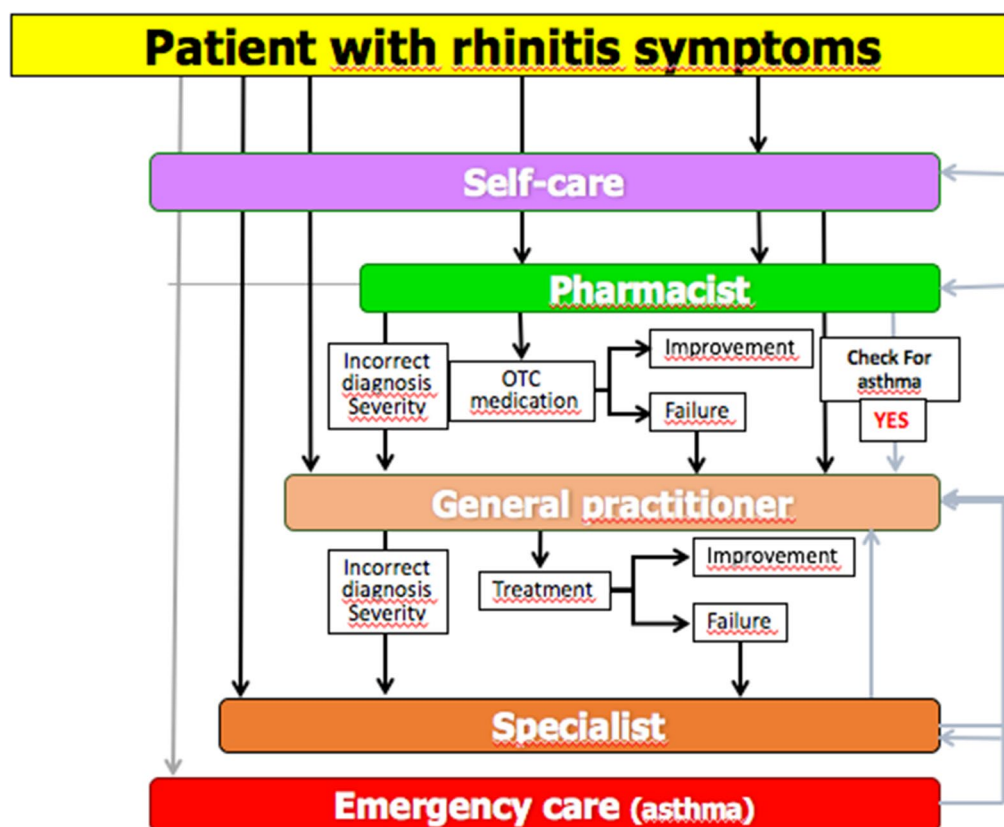 Patient with rhinitis symptoms
Self-care
Pharmacist
Incorrect
diagnosis
Severity
OTC
medication
Improvement
Failure
Check For
asthma
YES
General practitioner
Incorrect
diagnosis
Severity
Treatment
Improvement
Failure
Specialist
Emergency care (asthma)